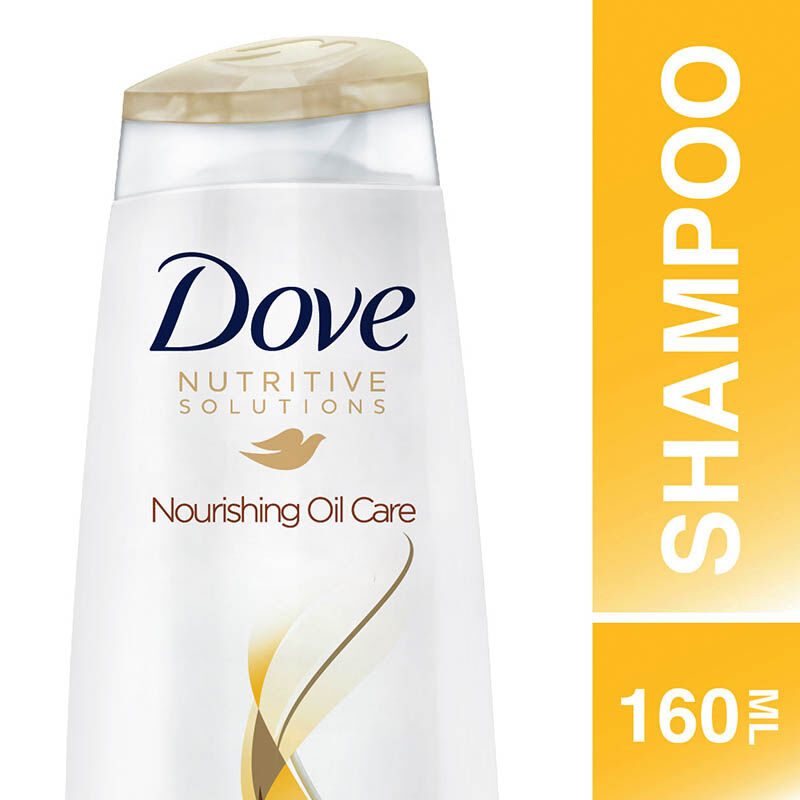 Dove
NUTRITIVE
SOLUTIONS
Nourishing Oil Care
SHAMPOO
160 ML